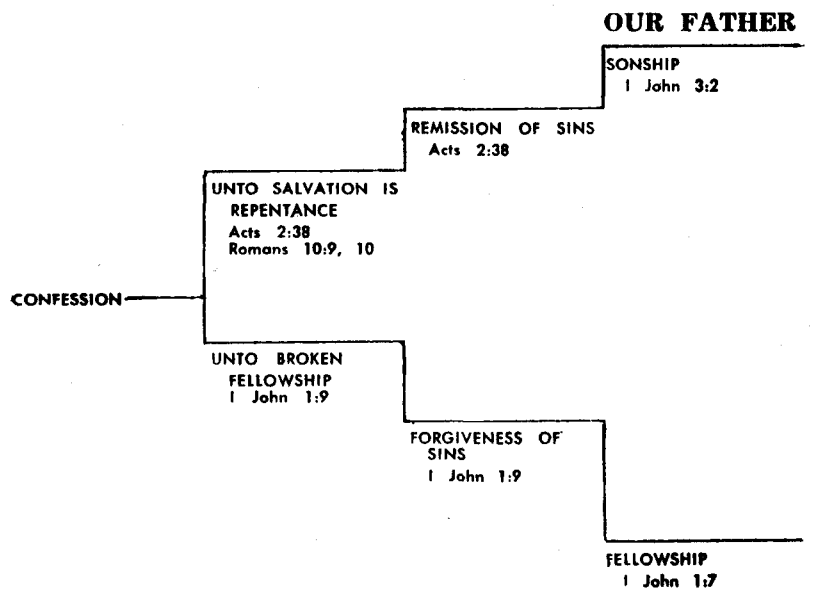 OUR FATHER
SONSHIP
I John 3:2
REMISSION OF SINS
Acts 2:38
UNTO SALVATION IS
REPENTANCE
Acts 2:38
Romans 10:9, 10
CONFESSION
UNTO BROKEN
FELLOWSHIP
I John 1:9
FORGIVENESS OF
SINS
I John 1:9
FELLOWSHIP
I John 1:7